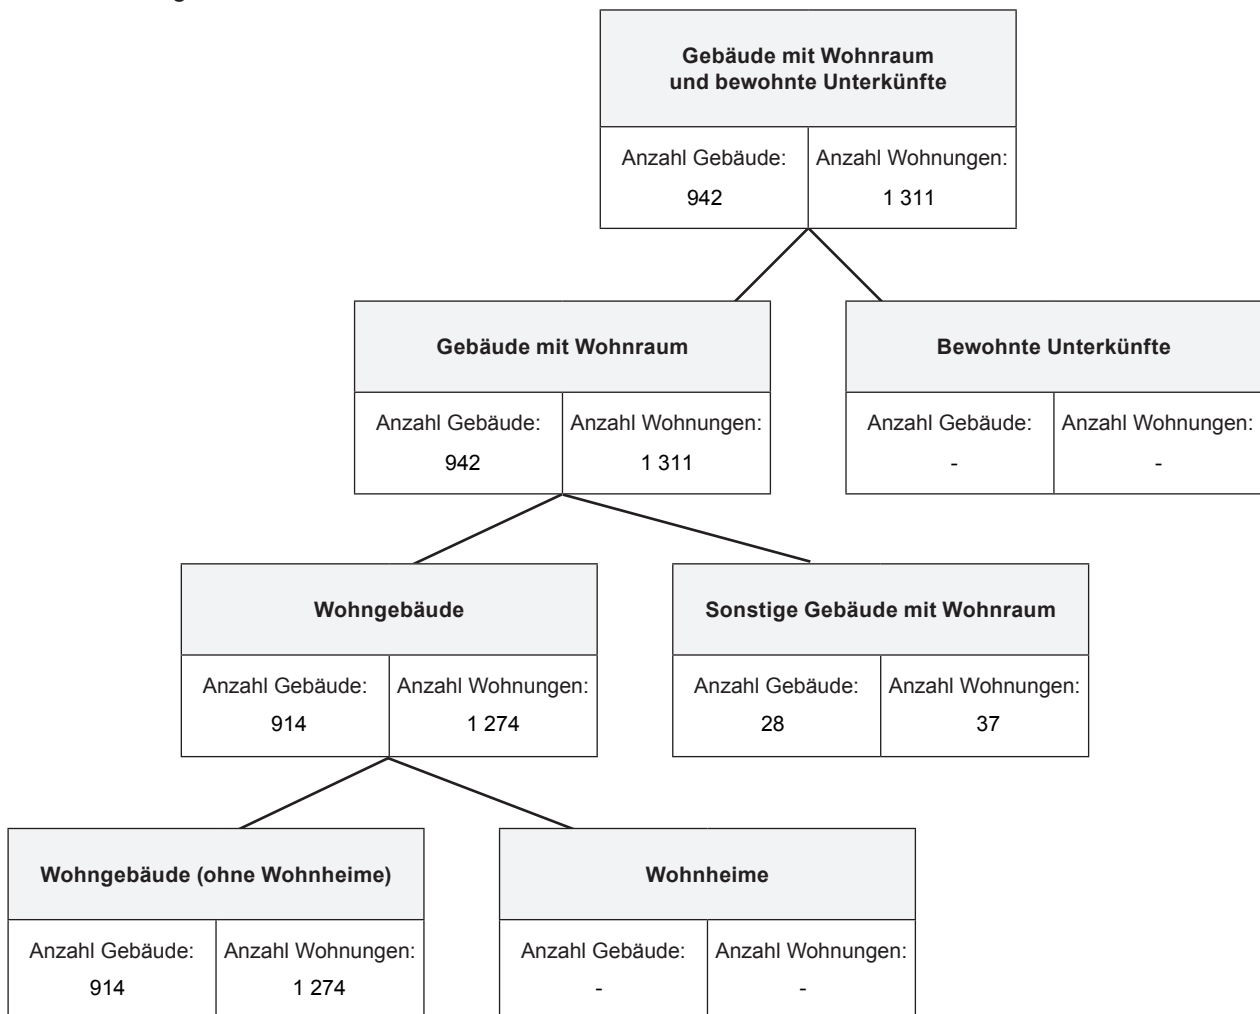 Gebäude mit Wohnraum
und bewohnte Unterkünfte
Anzahl Gebäude: Anzahl Wohnungen:
942 1 311
Gebäude mit Wohnraum
Anzahl Gebäude: Anzahl Wohnungen:
942 1 311
Bewohnte Unterkünfte
Anzahl Gebäude: Anzahl Wohnungen:
- -
Wohngebäude
Anzahl Gebäude: Anzahl Wohnungen:
914 1 274
Sonstige Gebäude mit Wohnraum
Anzahl Gebäude: Anzahl Wohnungen:
28 37
Wohngebäude (ohne Wohnheime)
Anzahl Gebäude: Anzahl Wohnungen:
914 1 274
Wohnheime
Anzahl Gebäude: Anzahl Wohnungen:
- -